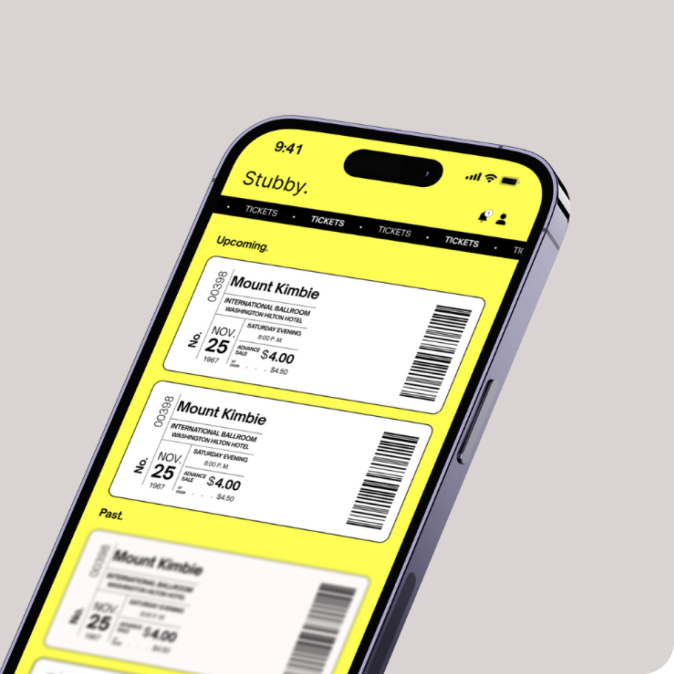 9:41
Stubby.
• TICKETS • TICKETS • TICKETS • TICKETS • TIC
Upcoming.
No. 00398
Mount Kimbie
INTERNATIONAL BALLROOM
WASHINGTON HILTON HOTEL
NOV.
25
1967
SATURDAY EVENING
8:00 P.M.
ADVANCE
SALE
$4.00
AT
DOOR . . . $4.50
No. 00398
Mount Kimbie
INTERNATIONAL BALLROOM
WASHINGTON HILTON HOTEL
NOV.
25
1967
SATURDAY EVENING
8:00 P.M.
ADVANCE
SALE
$4.00
AT
DOOR . . . $4.50
Past.
No. 00398
Mount Kimbie
INTERNATIONAL BALLROOM
WASHINGTON HILTON HOTEL
NOV.
25
1967
SATURDAY EVENING
8:00 P.M.
ADVANCE
SALE
$4.00
$4.50